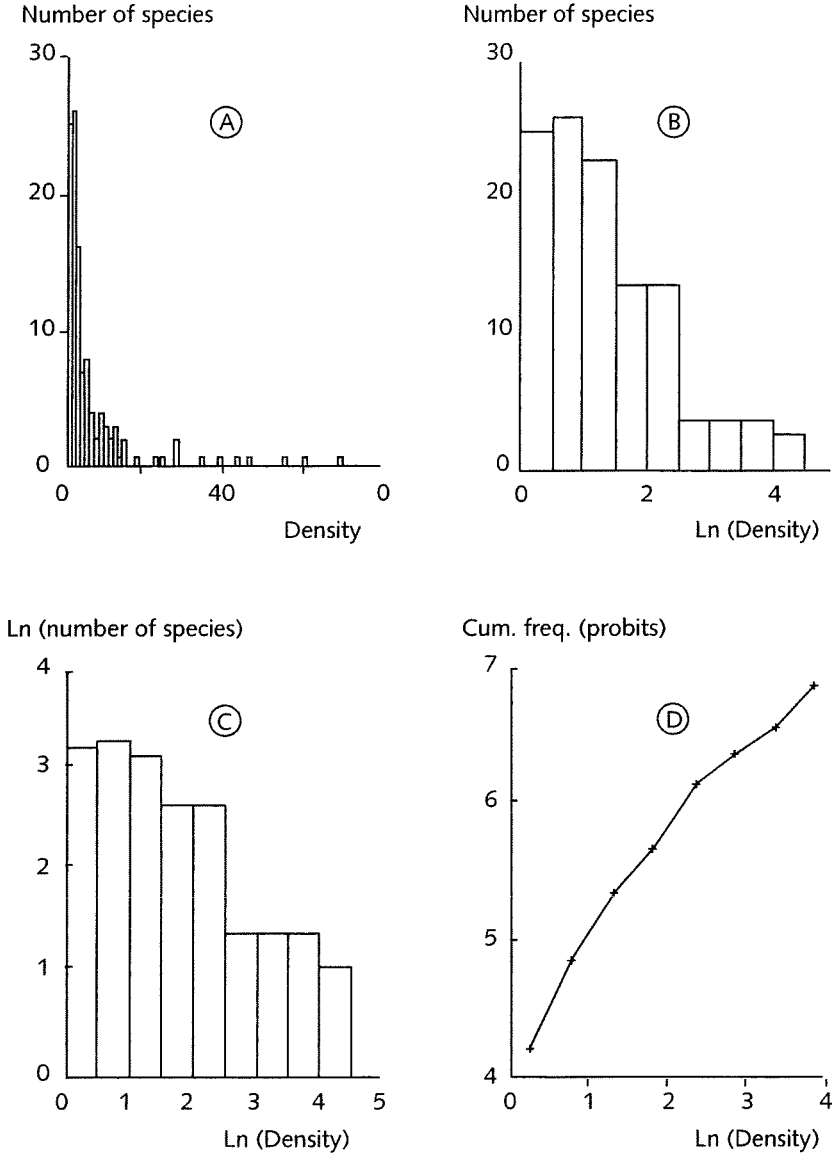 Number of species
30
20
10
0
0 40 0
Density
A
Number of species
30
20
10
0
0 2 4
Ln (Density)
B
Ln (number of species)
4
3
2
1
0
0 1 2 3 4 5
Ln (Density)
C
Cum. freq. (probits)
7
6
5
4
0 1 2 3 4
Ln (Density)
D